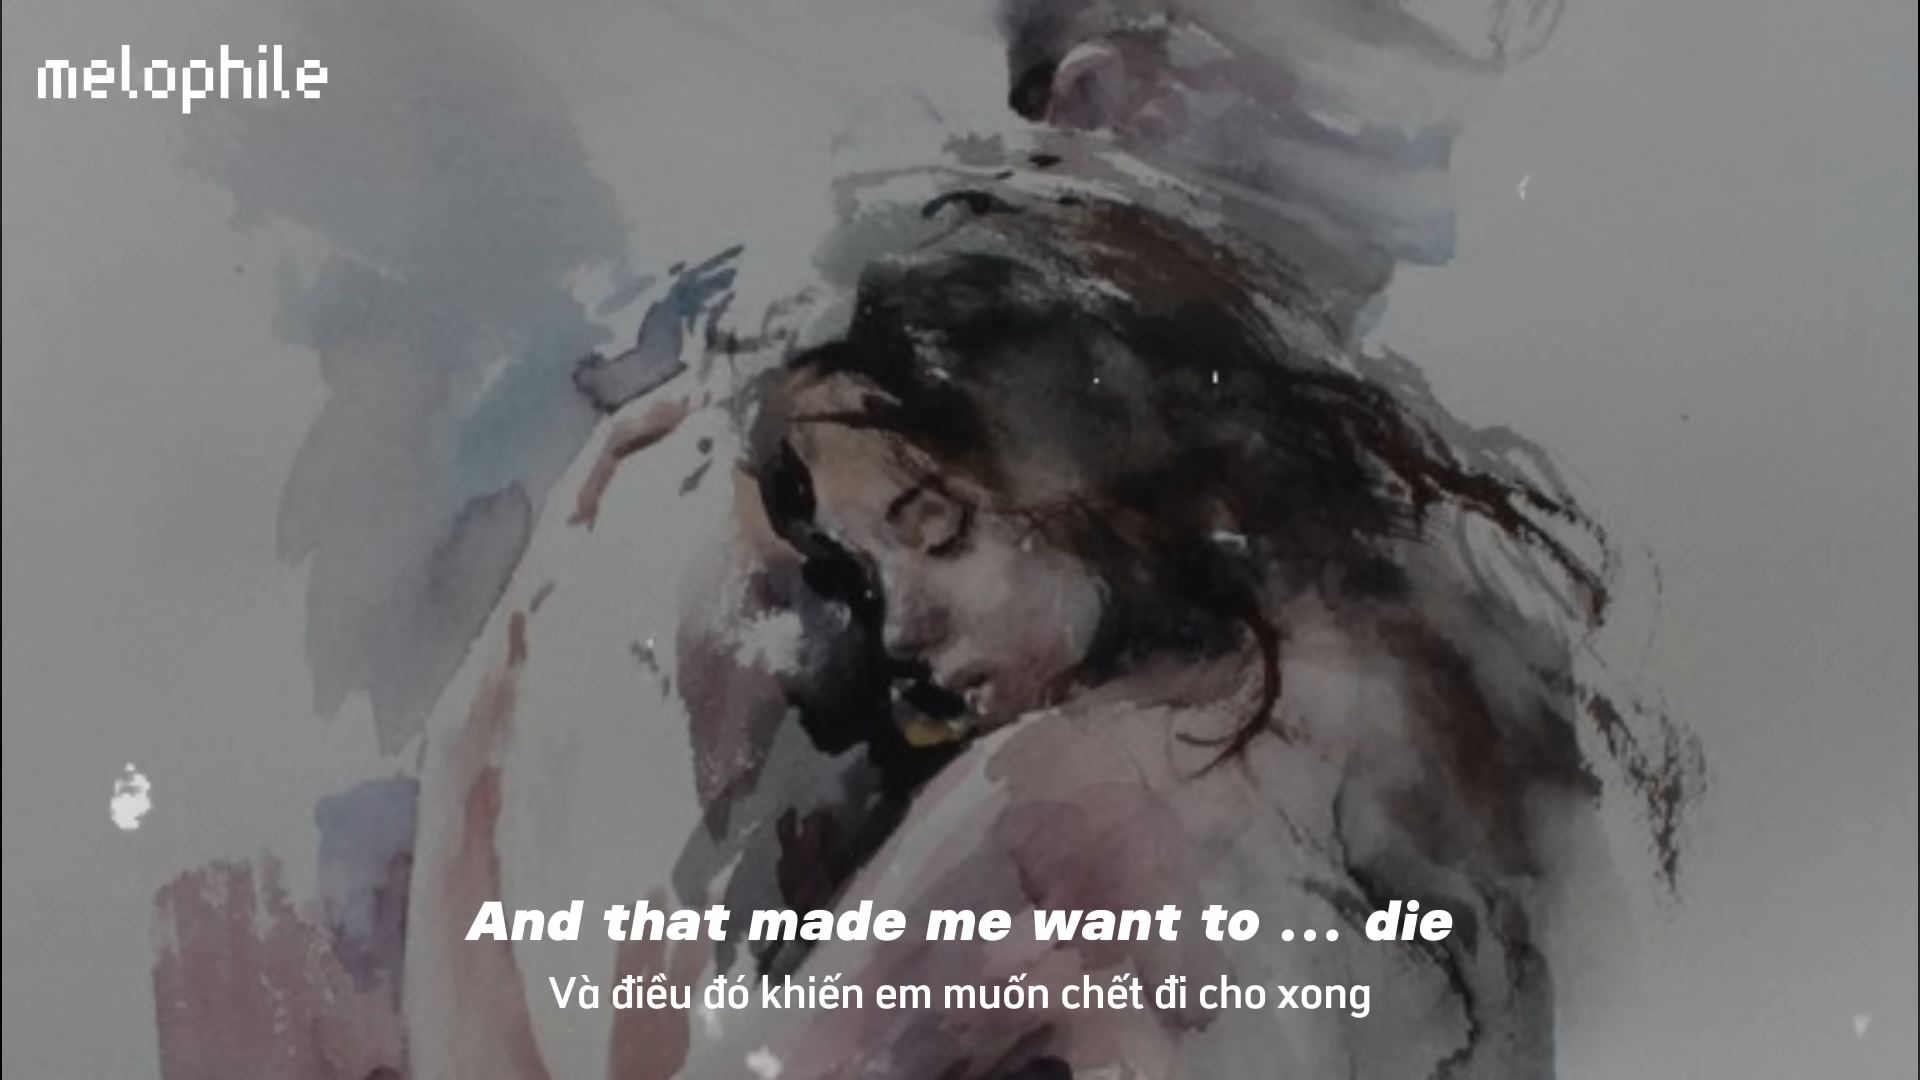 melophile
And that made me want to ... die
Và điều đó khiến em muốn chết đi cho xong